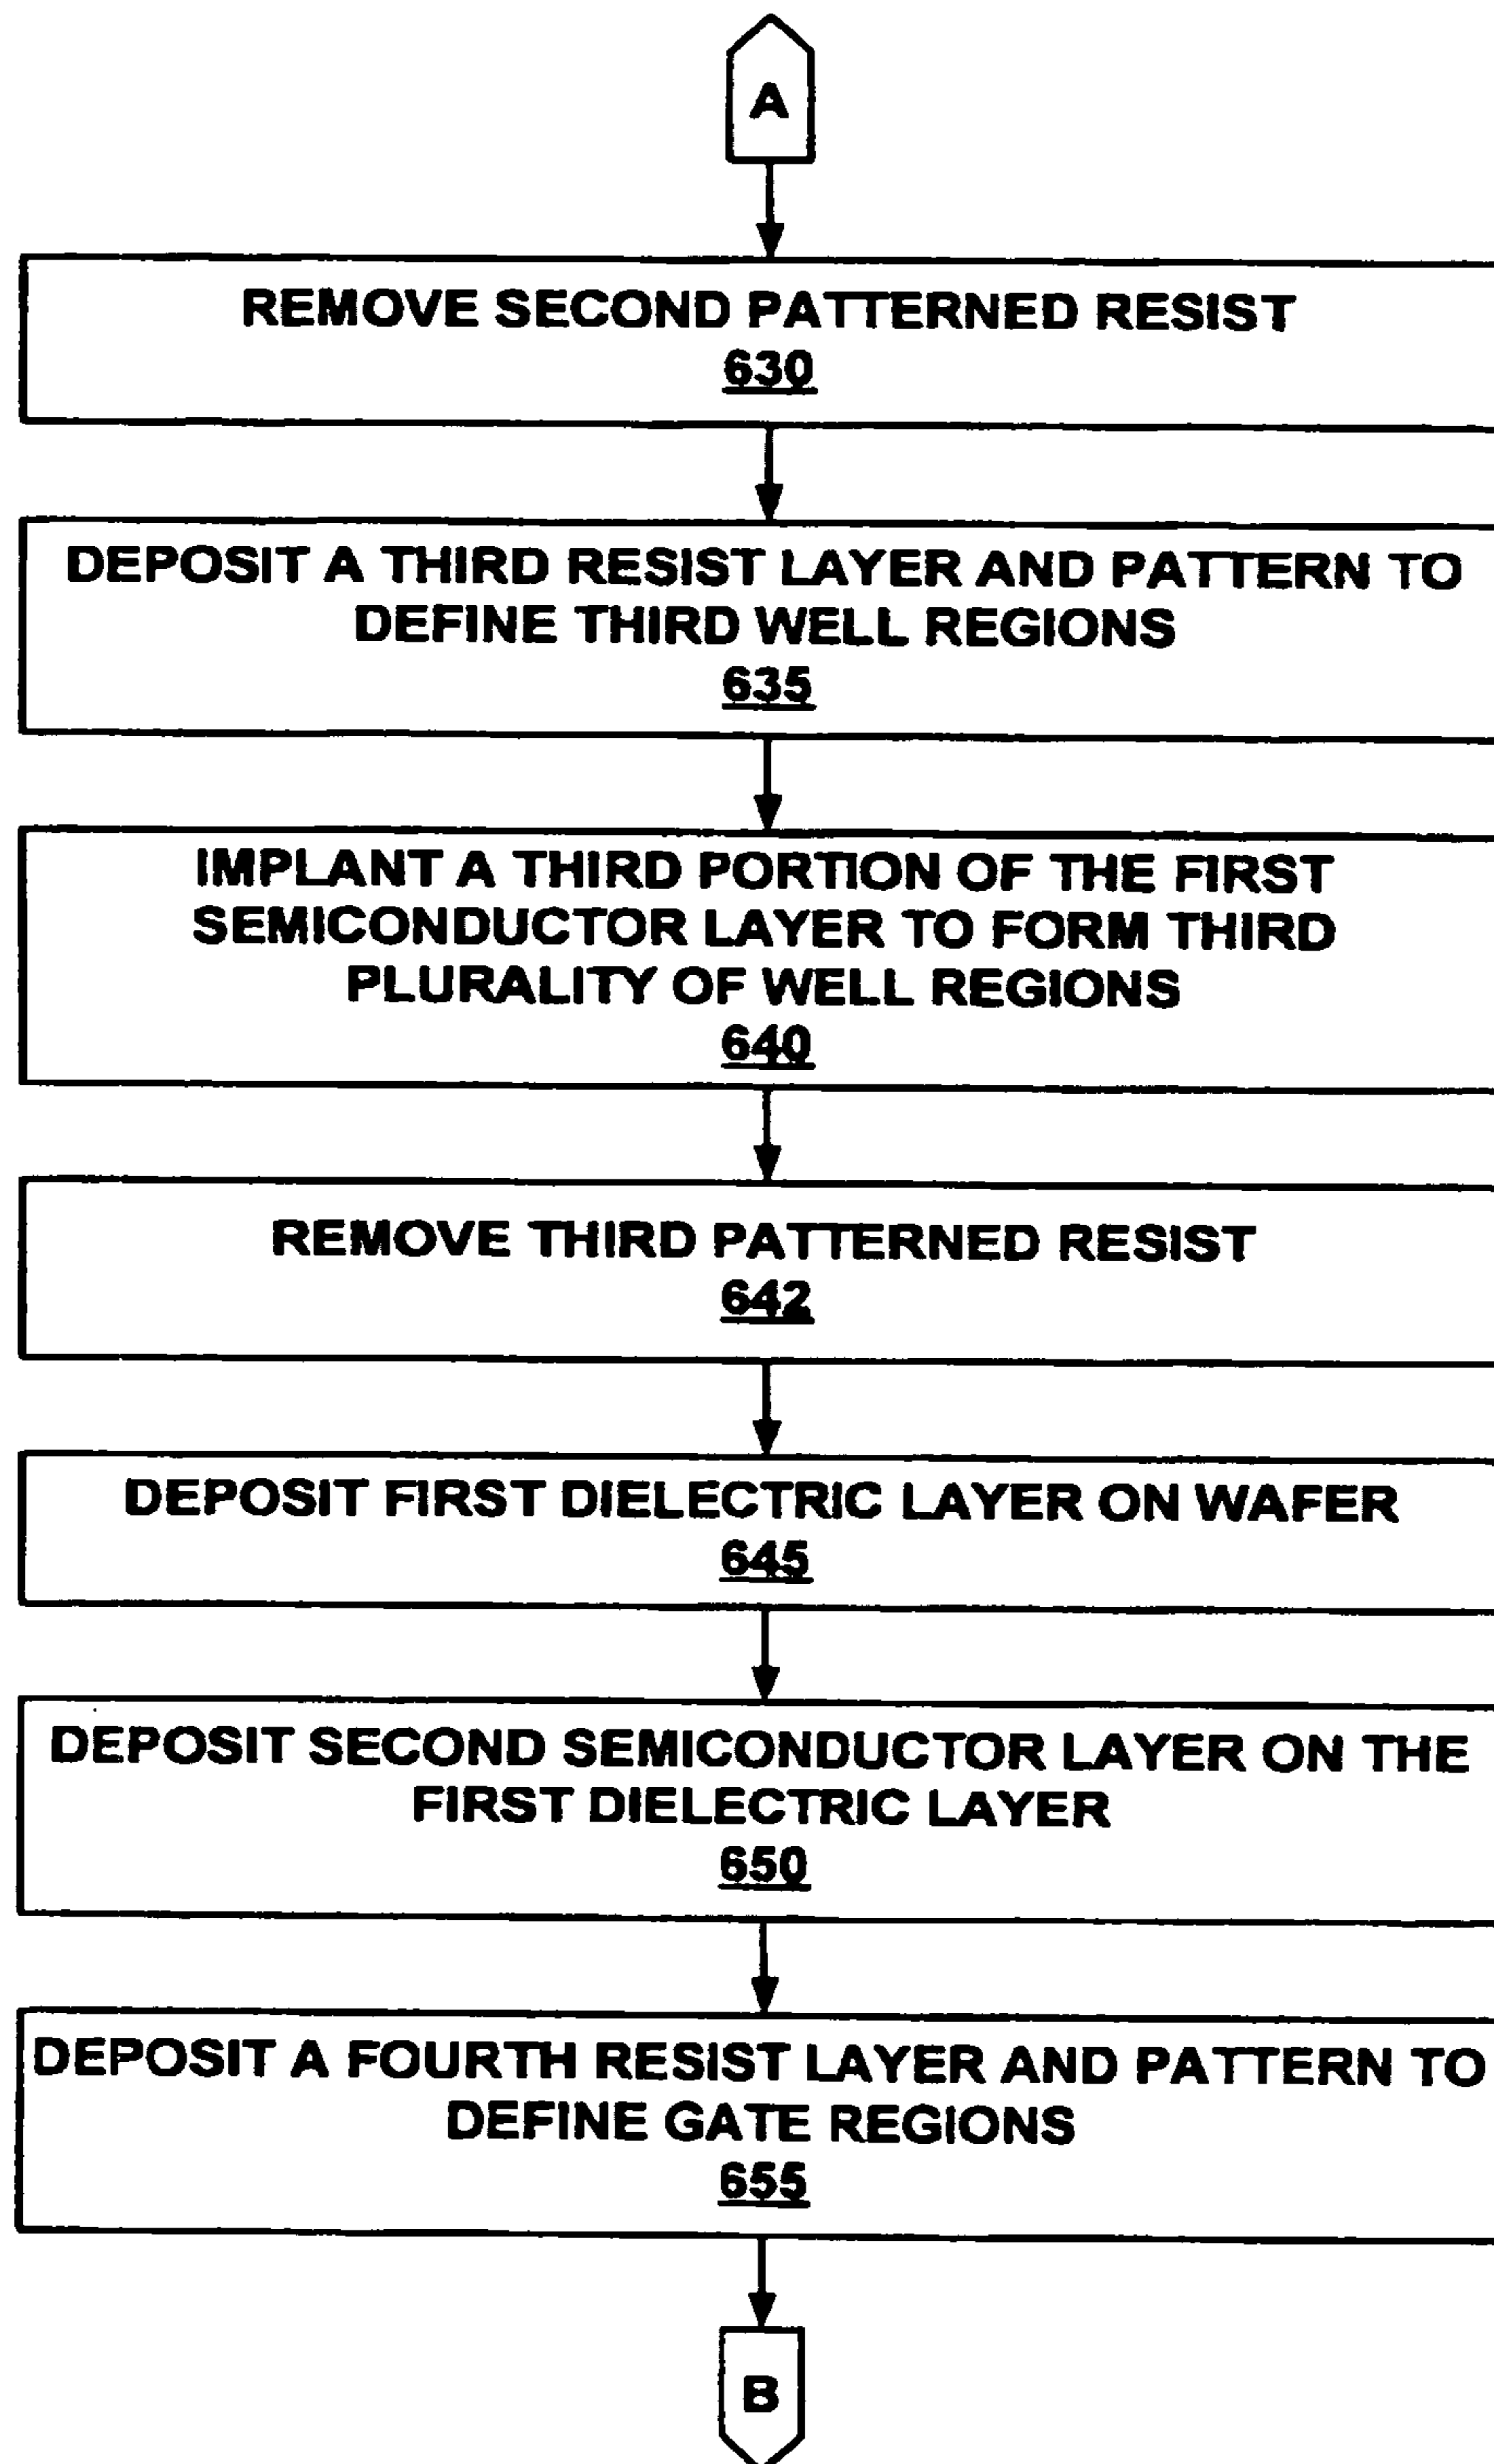 A
REMOVE SECOND PATTERNED RESIST
630
DEPOSIT A THIRD RESIST LAYER AND PATTERN TO
DEFINE THIRD WELL REGIONS
635
IMPLANT A THIRD PORTION OF THE FIRST
SEMICONDUCTOR LAYER TO FORM THIRD
PLURALITY OF WELL REGIONS
640
REMOVE THIRD PATTERNED RESIST
642
DEPOSIT FIRST DIELECTRIC LAYER ON WAFER
645
DEPOSIT SECOND SEMICONDUCTOR LAYER ON THE
FIRST DIELECTRIC LAYER
650
DEPOSIT A FOURTH RESIST LAYER AND PATTERN TO
DEFINE GATE REGIONS
655
B